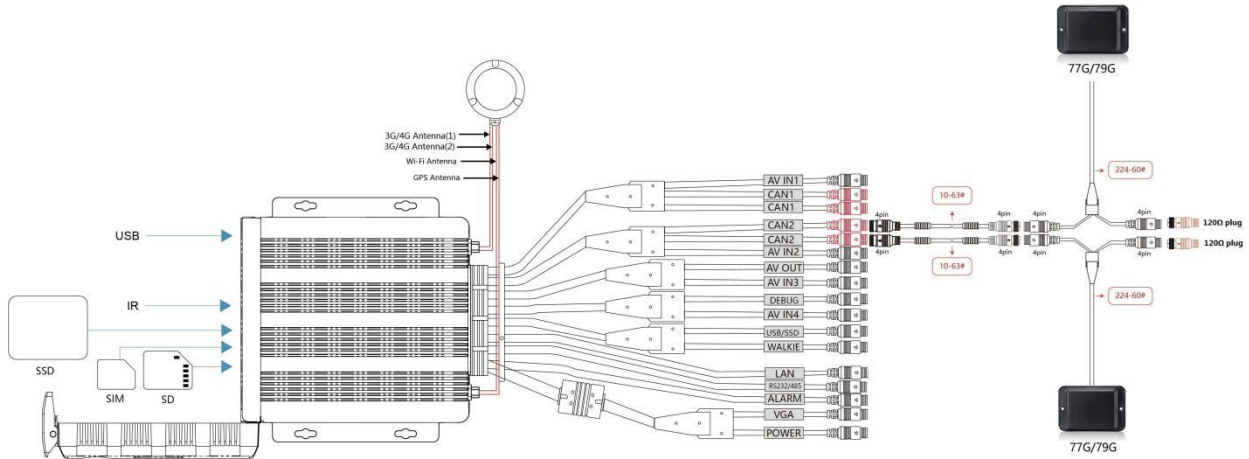 77G/79G
3G/4G Antenna(1)
3G/4G Antenna(2)
Wi-Fi Antenna
GPS Antenna
224-60#
AV IN1
CAN1
CAN1
10-63#
CAN2
4pin
4pin
4pin
4pin
120Ω plug
USB
CAN2
4pin
4pin
4pin
4pin
120Ω plug
AV IN2
10-63#
AV OUT
AV IN3
224-60#
IR
DEBUG
AV IN4
USB/SSD
WALKIE
SSD
SIM
SD
LAN
RS232/485
ALARM
VGA
POWER
77G/79G